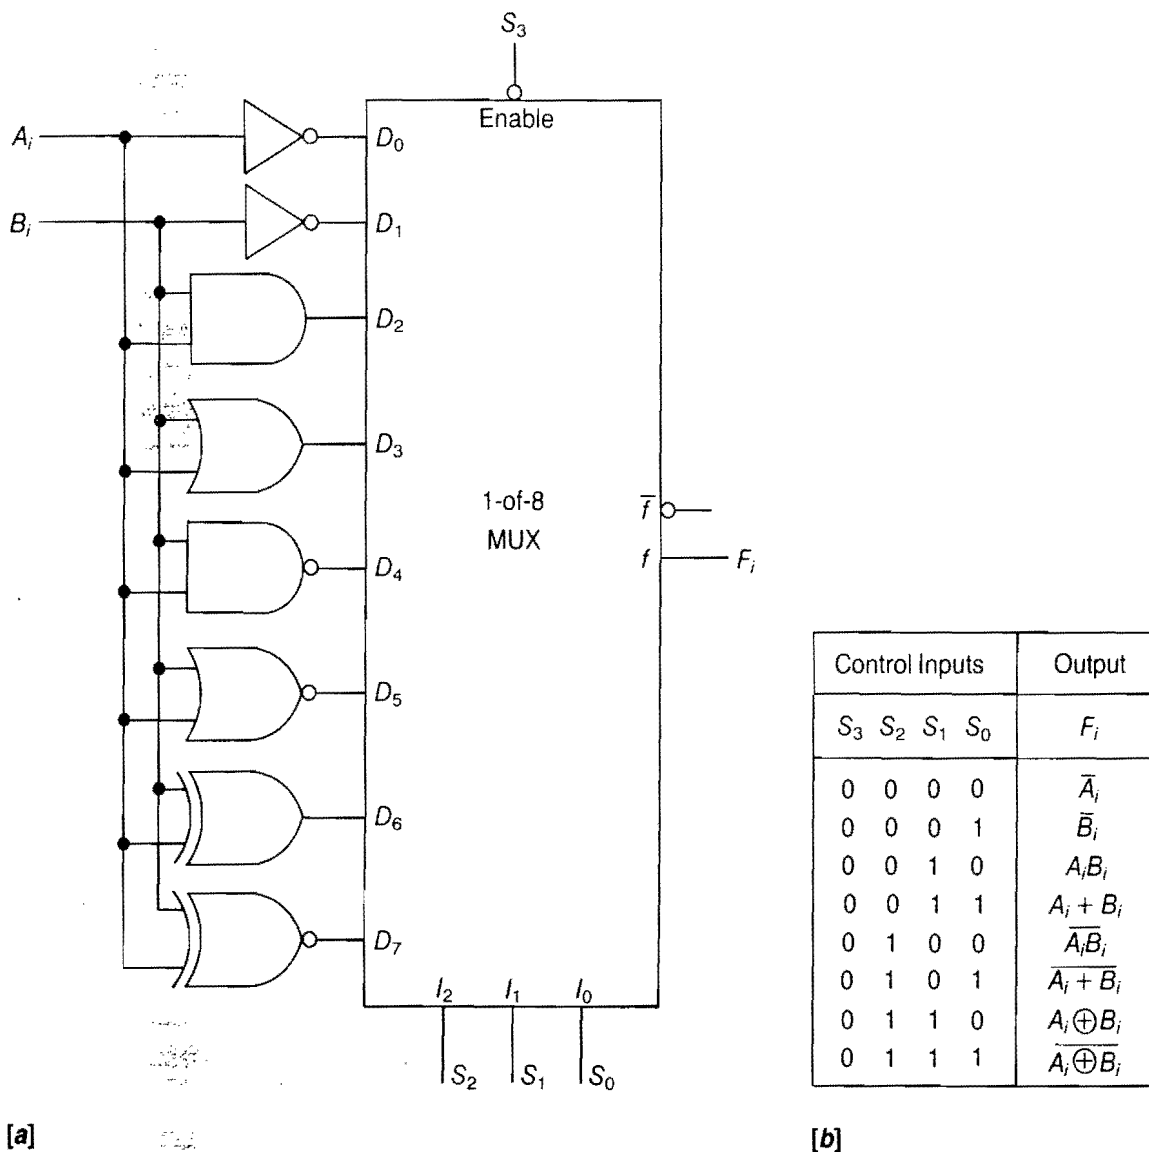 S₃
Enable
Aᵢ
D₀
Bᵢ
D₁
D₂
D₃
D₄
D₅
D₆
D₇
1-of-8
MUX
f̅
f
Fᵢ
I₂ I₁ I₀
S₂ S₁ S₀
[a]
Control Inputs Output
S₃ S₂ S₁ S₀ Fᵢ
0 0 0 0 A̅ᵢ
0 0 0 1 B̅ᵢ
0 0 1 0 AᵢBᵢ
0 0 1 1 Aᵢ + Bᵢ
0 1 0 0 \overline{AᵢBᵢ}
0 1 0 1 \overline{Aᵢ + Bᵢ}
0 1 1 0 Aᵢ ⊕ Bᵢ
0 1 1 1 \overline{Aᵢ ⊕ Bᵢ}
[b]